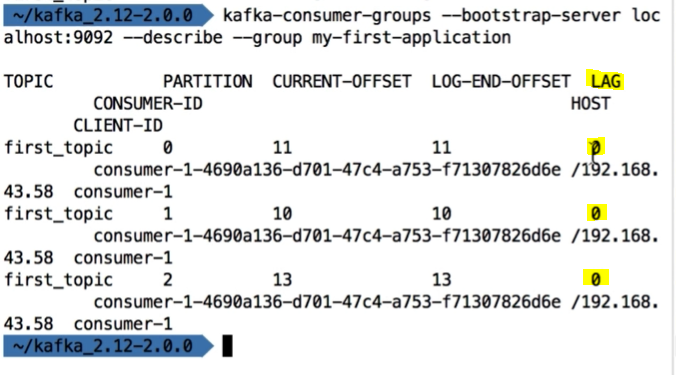 ~/kafka_2.12-2.0.0 kafka-consumer-groups --bootstrap-server loc
alhost:9092 --describe --group my-first-application
TOPIC PARTITION CURRENT-OFFSET LOG-END-OFFSET LAG
CONSUMER-ID HOST
CLIENT-ID
first_topic 0 11 11 0
consumer-1-4690a136-d701-47c4-a753-f71307826d6e /192.168.
43.58 consumer-1
first_topic 1 10 10 0
consumer-1-4690a136-d701-47c4-a753-f71307826d6e /192.168.
43.58 consumer-1
first_topic 2 13 13 0
consumer-1-4690a136-d701-47c4-a753-f71307826d6e /192.168.
43.58 consumer-1
~/kafka_2.12-2.0.0